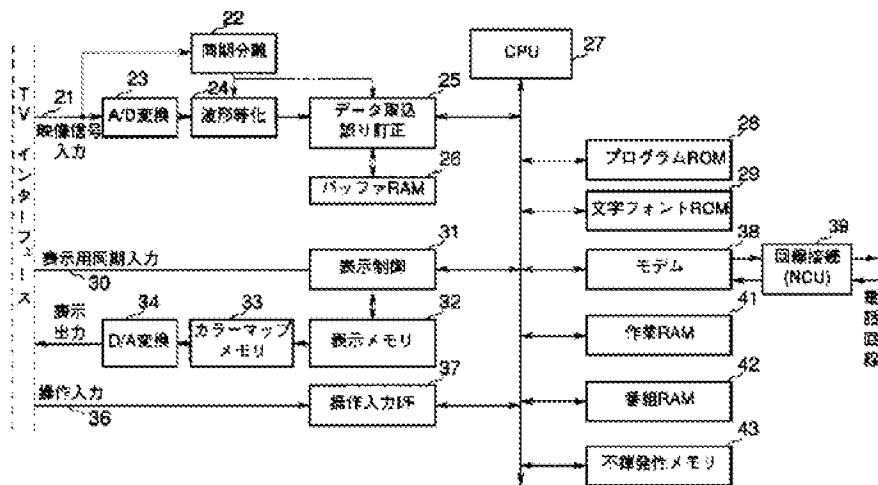 22
同期分離
CPU
27
TV インターフェース
21
23
A/D変換
24
波形等化
25
データ取込
誤り訂正
映像信号
入力
26
バッファRAM
28
プログラムROM
29
文字フォントROM
31
表示制御
表示用同期入力
30
38
モデム
39
回線接続
(NCU)
電話回線
34
D/A変換
33
カラーマップ
メモリ
32
表示メモリ
表示
出力
41
作業RAM
37
操作入力I/F
操作入力
36
42
番組RAM
43
不揮発性メモリ